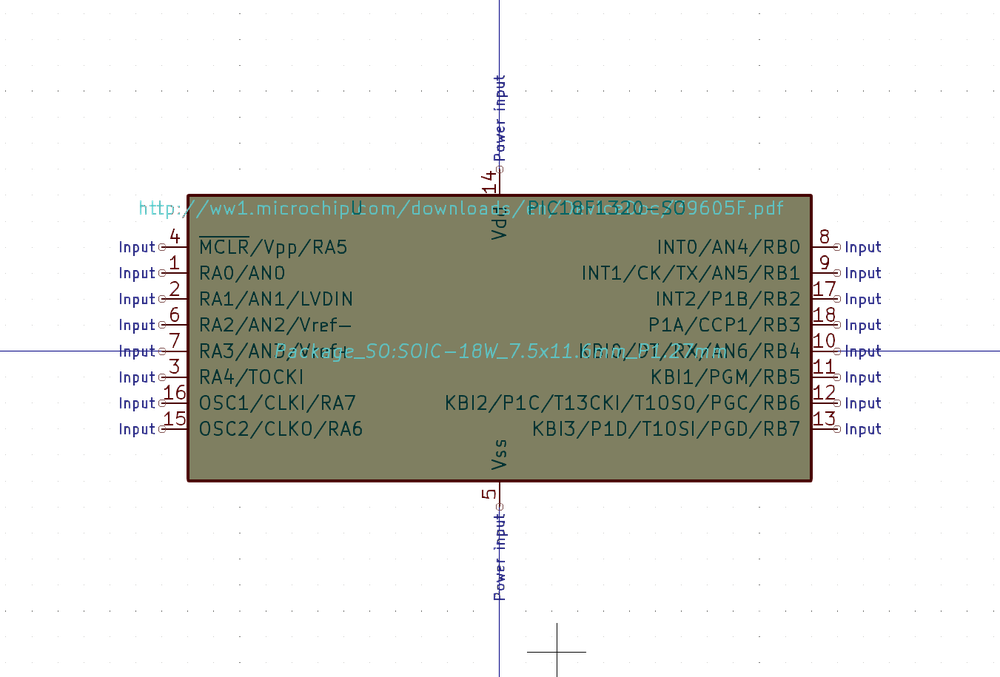 Power input
14
http://ww1.microchip.com/downloads/en/ 39605F.pdf
U PIC18F1320-SO
Vdd
Input 4 MCLR/Vpp/RA5 INT0/AN4/RB0 8 Input
Input 1 RA0/AN0 INT1/CK/TX/AN5/RB1 9 Input
Input 2 RA1/AN1/LVDIN INT2/P1B/RB2 17 Input
Input 6 RA2/AN2/Vref- P1A/CCP1/RB3 18 Input
Input 7 RA3/AN3/Vref+ KBI0/DT/RX/AN6/RB4 10 Input
Package_SO:SOIC-18W_7.5x11.6mm_P1.27mm
Input 3 RA4/TOCKI KBI1/PGM/RB5 11 Input
Input 16 OSC1/CLKI/RA7 KBI2/P1C/T13CKI/T1OSO/PGC/RB6 12 Input
Input 15 OSC2/CLKO/RA6 KBI3/P1D/T1OSI/PGD/RB7 13 Input
Vss
5
Power input